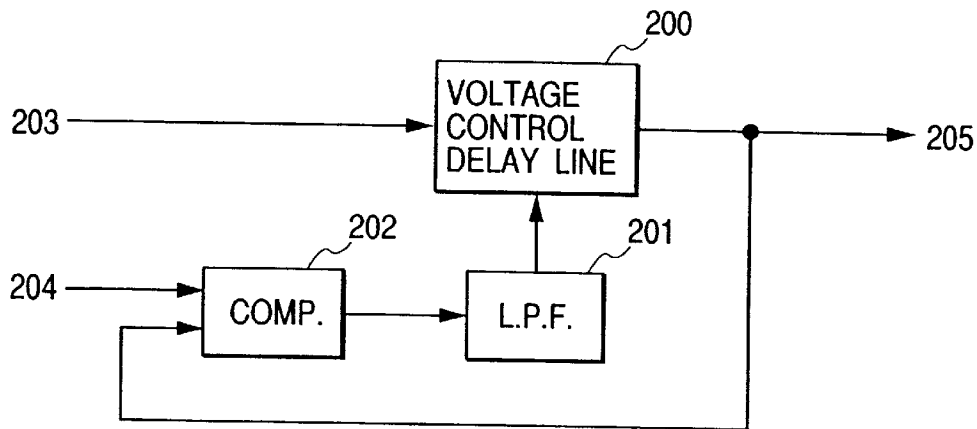 200
VOLTAGE
CONTROL
DELAY LINE
203
205
202
201
204
COMP.
L.P.F.